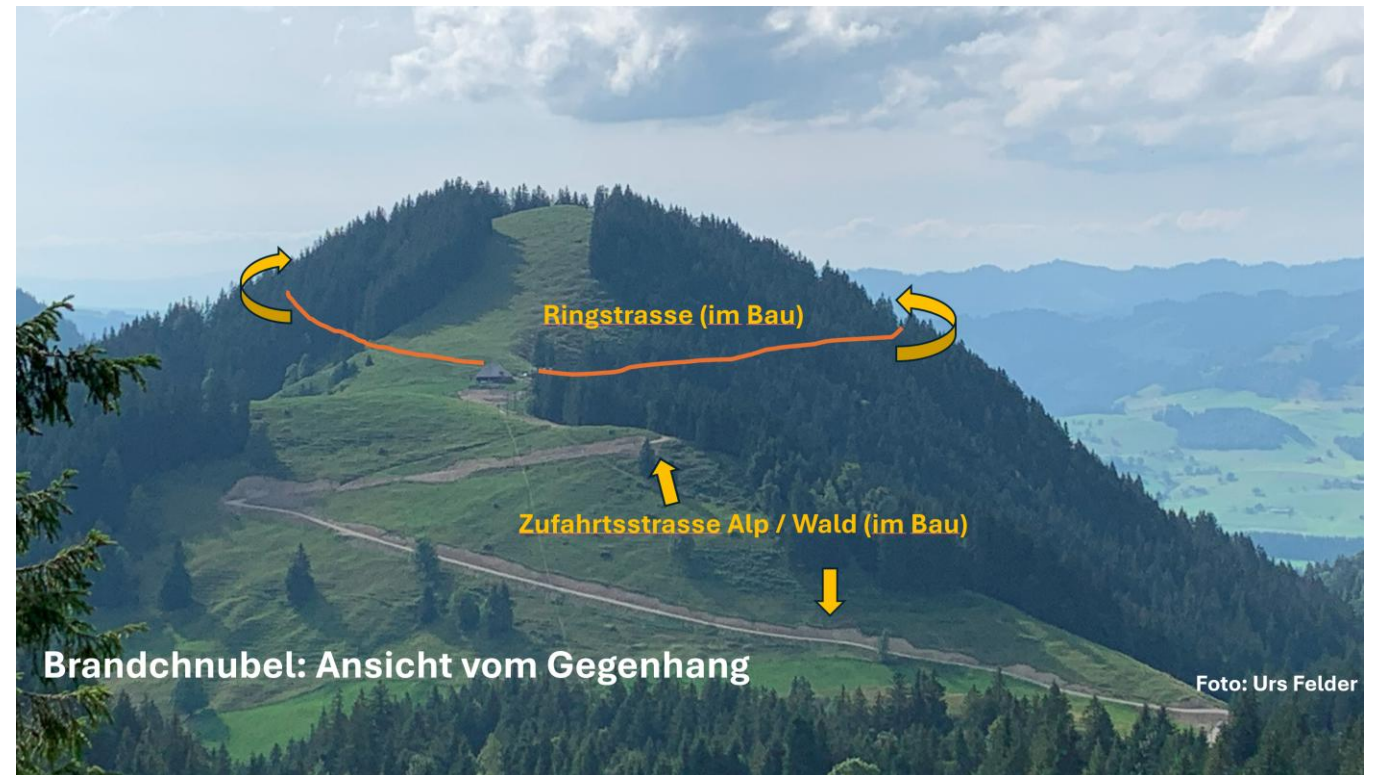 Ringstrasse (im Bau)
Zufahrtsstrasse Alp / Wald (im Bau)
Brandchnubel: Ansicht vom Gegenhang
Foto: Urs Felder